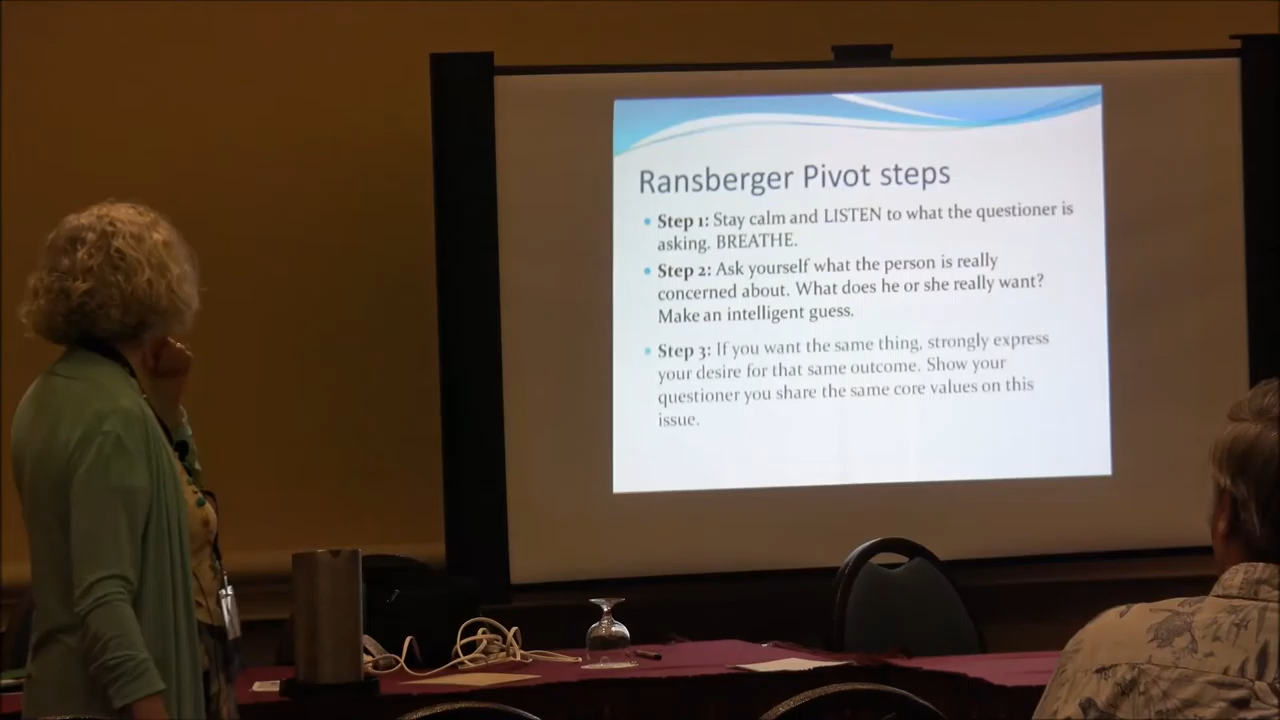 Ransberger Pivot steps
• Step 1: Stay calm and LISTEN to what the questioner is
asking. BREATHE.
• Step 2: Ask yourself what the person is really
concerned about. What does he or she really want?
Make an intelligent guess.
• Step 3: If you want the same thing, strongly express
your desire for that same outcome. Show your
questioner you share the same core values on this
issue.